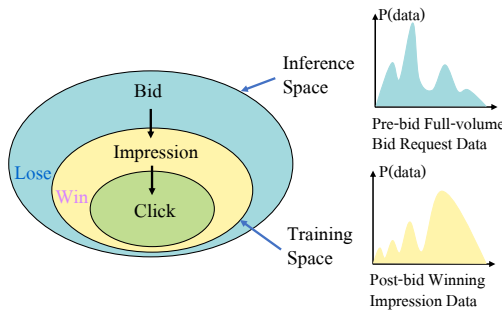 Bid
Impression
Lose
Win
Click
Inference
Space
Training
Space
P(data)
Pre-bid Full-volume
Bid Request Data
P(data)
Post-bid Winning
Impression Data